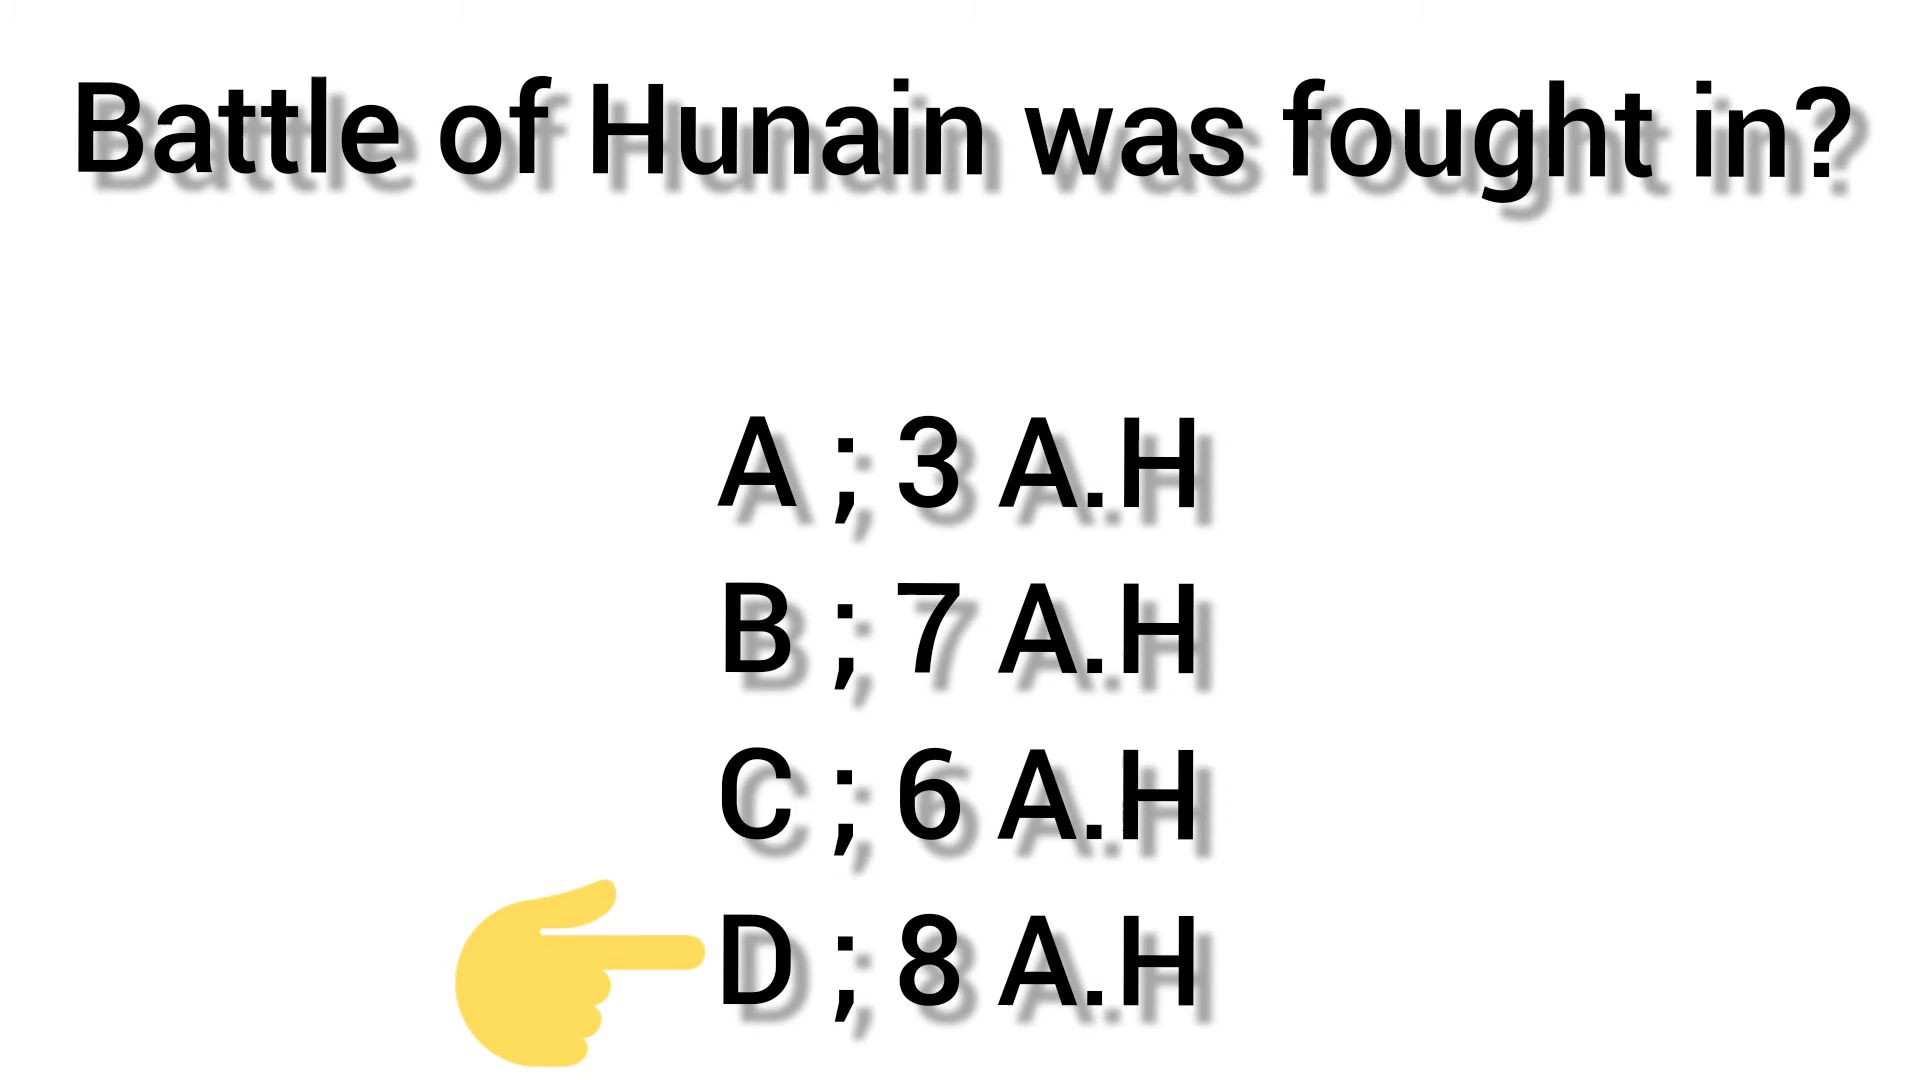 Battle of Hunain was fought in?
A ; 3 A.H
B ; 7 A.H
C ; 6 A.H
D ; 8 A.H